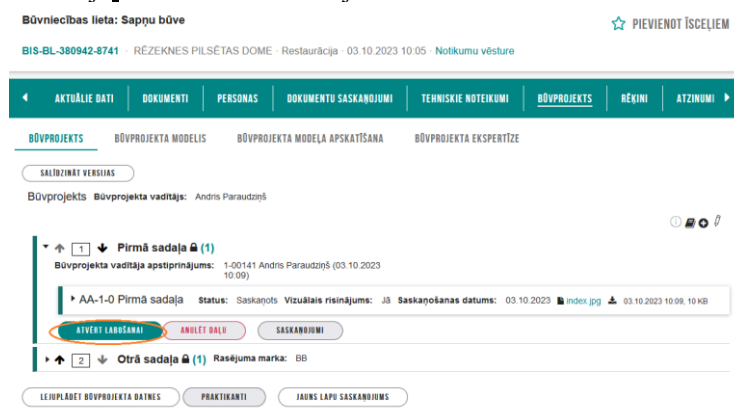 Būvniecības lieta: Sapņu būve
PIEVIENOT ĪSCEĻIEM
BIS-BL-380942-8741 · RĒZEKNES PILSĒTAS DOME · Restaurācija · 03.10.2023 10:05 · Notikumu vēsture
AKTUĀLIE DATI DOKUMENTI PERSONAS DOKUMENTU SASKAŅOJUMI TEHNISKIE NOTEIKUMI BŪVPROJEKTS RĒĶINI ATZINUMI
BŪVPROJEKTS BŪVPROJEKTA MODELIS BŪVPROJEKTA MODEĻA APSKATĪŠANA BŪVPROJEKTA EKSPERTĪZE
SALĪDZINĀT VERSIJAS
Būvprojekts Būvprojekta vadītājs: Andris Paraudziņš
1 Pirmā sadaļa (1)
Būvprojekta vadītāja apstiprinājums: 1-00141 Andris Paraudziņš (03.10.2023
10:09)
AA-1-0 Pirmā sadaļa Status: Saskaņots Vizuālais risinājums: Jā Saskaņošanas datums: 03.10.2023 index.jpg 03.10.2023 10:09, 10 KB
ATVĒRT LABOŠANAI ANULĒT DAĻU SASKAŅOJUMI
2 Otrā sadaļa (1) Rasējuma marka: BB
LEJUPLĀDĒT BŪVPROJEKTA DATNES PRAKTIKANTI JAUNS LAPU SASKAŅOJUMS